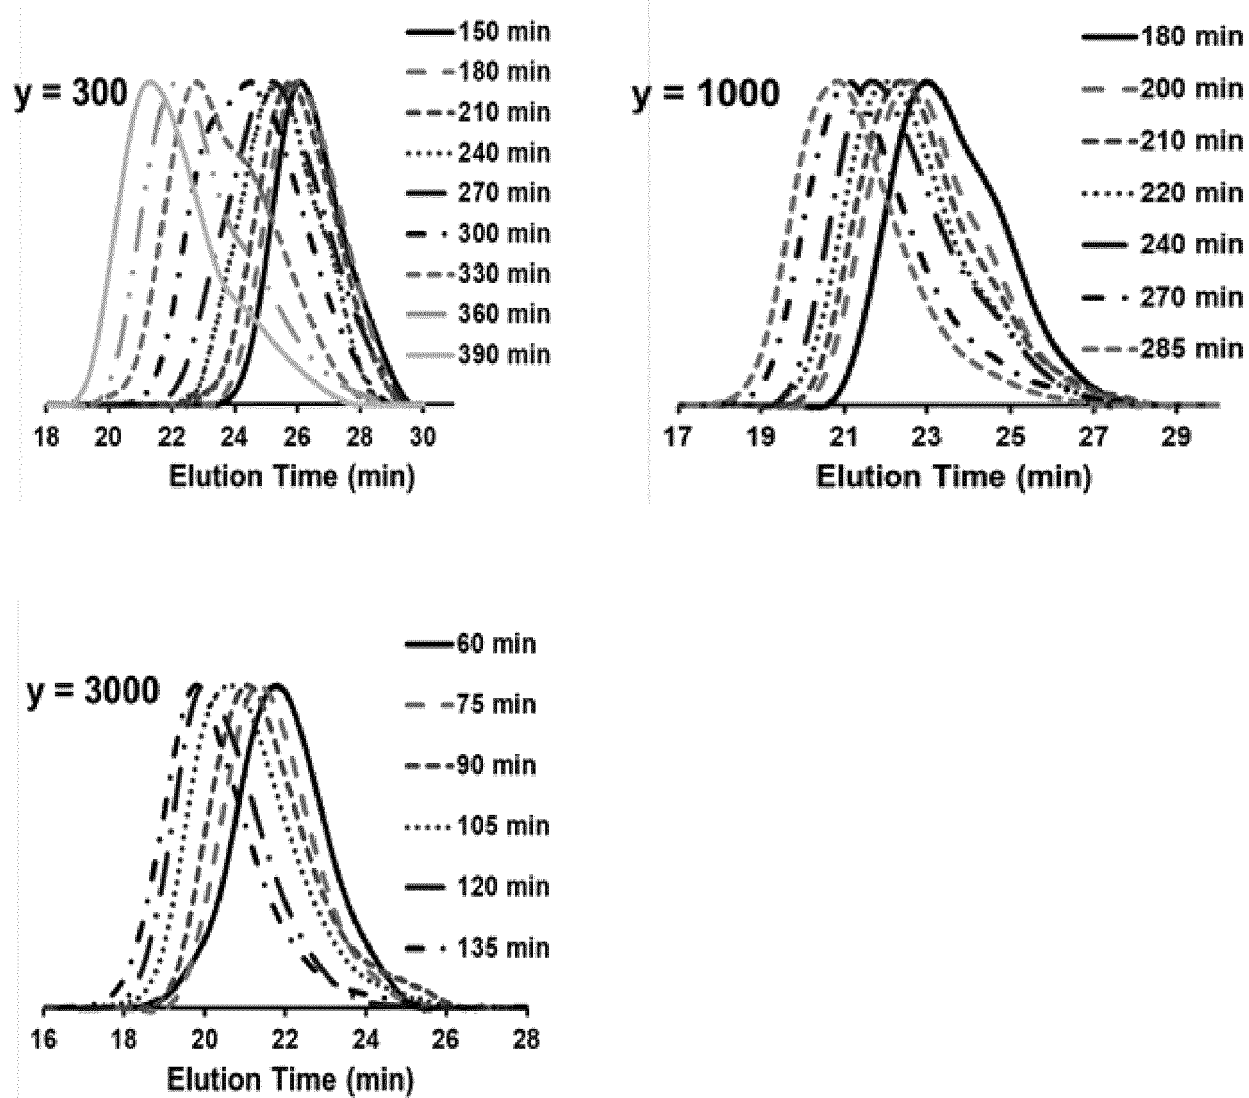 y = 300
150 min
180 min
210 min
240 min
270 min
300 min
330 min
360 min
390 min
18 20 22 24 26 28 30
Elution Time (min)
y = 1000
180 min
200 min
210 min
220 min
240 min
270 min
285 min
17 19 21 23 25 27 29
Elution Time (min)
y = 3000
60 min
75 min
90 min
105 min
120 min
135 min
16 18 20 22 24 26 28
Elution Time (min)